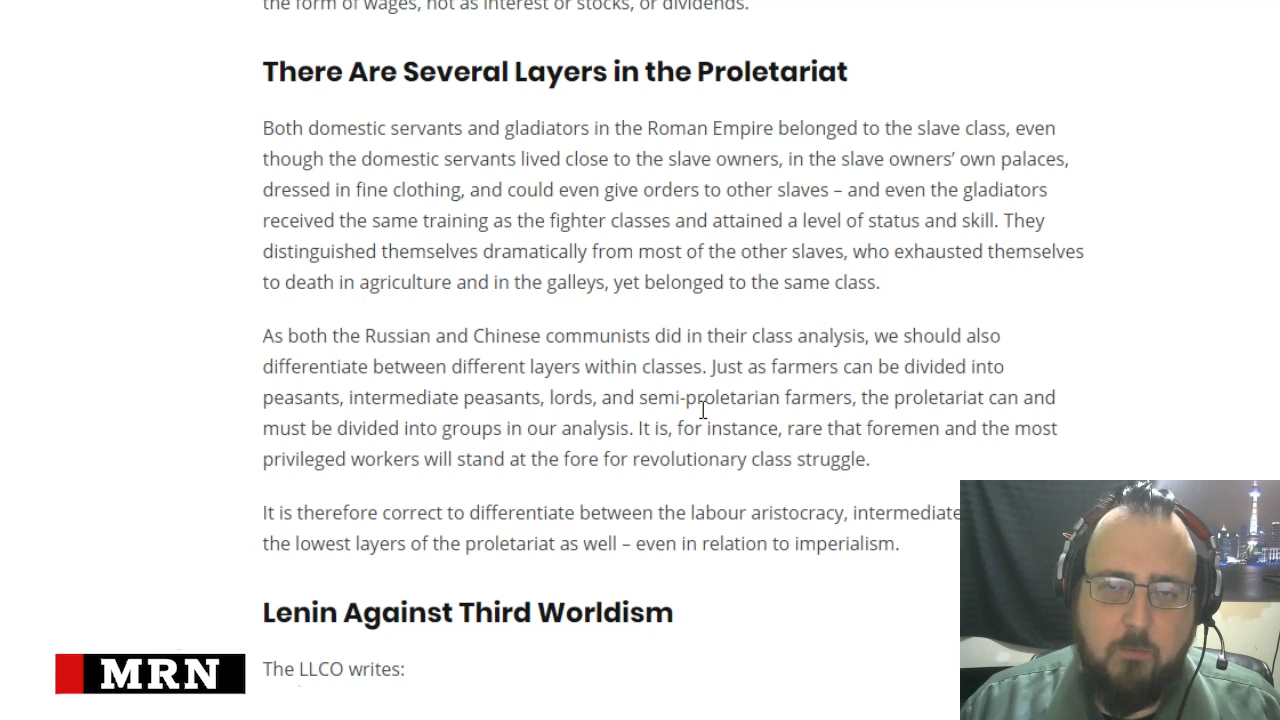 the form of wages, not as interest or stocks, or dividends.
There Are Several Layers in the Proletariat
Both domestic servants and gladiators in the Roman Empire belonged to the slave class, even
though the domestic servants lived close to the slave owners, in the slave owners’ own palaces,
dressed in fine clothing, and could even give orders to other slaves – and even the gladiators
received the same training as the fighter classes and attained a level of status and skill. They
distinguished themselves dramatically from most of the other slaves, who exhausted themselves
to death in agriculture and in the galleys, yet belonged to the same class.
As both the Russian and Chinese communists did in their class analysis, we should also
differentiate between different layers within classes. Just as farmers can be divided into
peasants, intermediate peasants, lords, and semi-proletarian farmers, the proletariat can and
must be divided into groups in our analysis. It is, for instance, rare that foremen and the most
privileged workers will stand at the fore for revolutionary class struggle.
It is therefore correct to differentiate between the labour aristocracy, intermediate
the lowest layers of the proletariat as well – even in relation to imperialism.
Lenin Against Third Worldism
The LLCO writes:
MRN